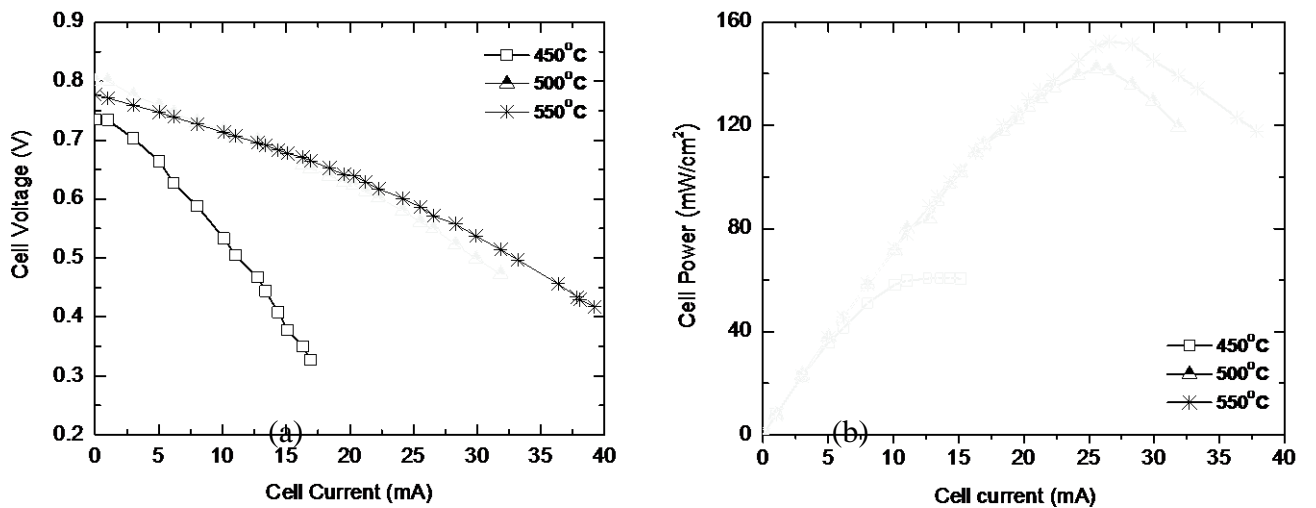 0.9
0.8
0.7
0.6
0.5
0.4
0.3
0.2
Cell Voltage (V)
450°C
500°C
550°C
(a)
0 5 10 15 20 25 30 35 40
Cell Current (mA)
160
120
80
40
0
Cell Power (mW/cm²)
450°C
500°C
550°C
(b)
0 5 10 15 20 25 30 35 40
Cell current (mA)